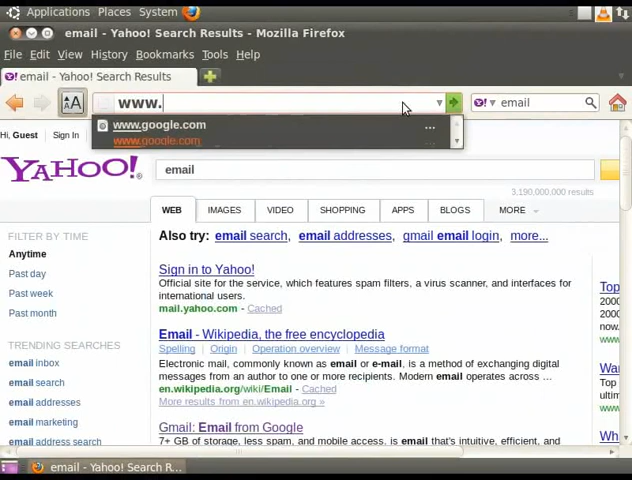 Applications Places System
email - Yahoo! Search Results - Mozilla Firefox
File Edit View History Bookmarks Tools Help
email - Yahoo! Search Results
AA www. email
www.google.com ...
www.google.com ...
Hi, Guest Sign In
YAHOO! email
3,190,000,000 results
WEB IMAGES VIDEO SHOPPING APPS BLOGS MORE
FILTER BY TIME
Anytime
Past day
Past week
Past month
TRENDING SEARCHES
email inbox
email search
email addresses
email marketing
email address search
Also try: email search, email addresses, gmail email login, more...
Sign in to Yahoo!
Official site for the service, which features spam filters, a virus scanner, and interfaces for
international users.
mail.yahoo.com - Cached
Email - Wikipedia, the free encyclopedia
Spelling | Origin | Operation overview | Message format
Electronic mail, commonly known as email or e-mail, is a method of exchanging digital
messages from an author to one or more recipients. Modern email operates across ...
en.wikipedia.org/wiki/Email - Cached
More results from en.wikipedia.org »
Gmail: Email from Google
7+ GB of storage, less spam, and mobile access. is email that's intuitive, efficient, and
Top
now.
Top
email - Yahoo! Search R...